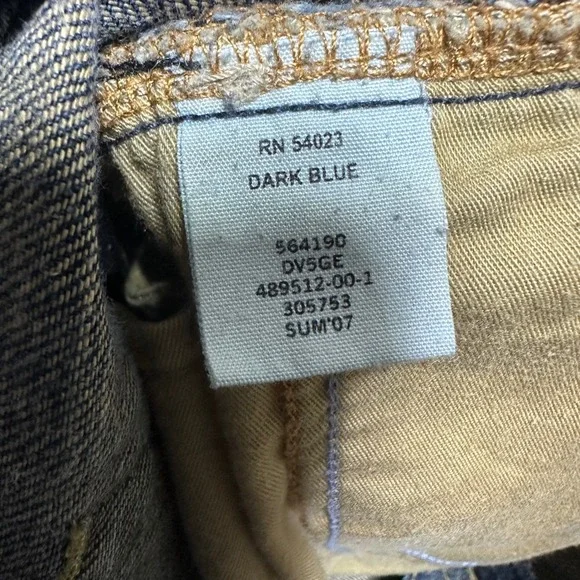 RN 54023
DARK BLUE
564190
DV5GE
489512-00-1
305753
SUM'07